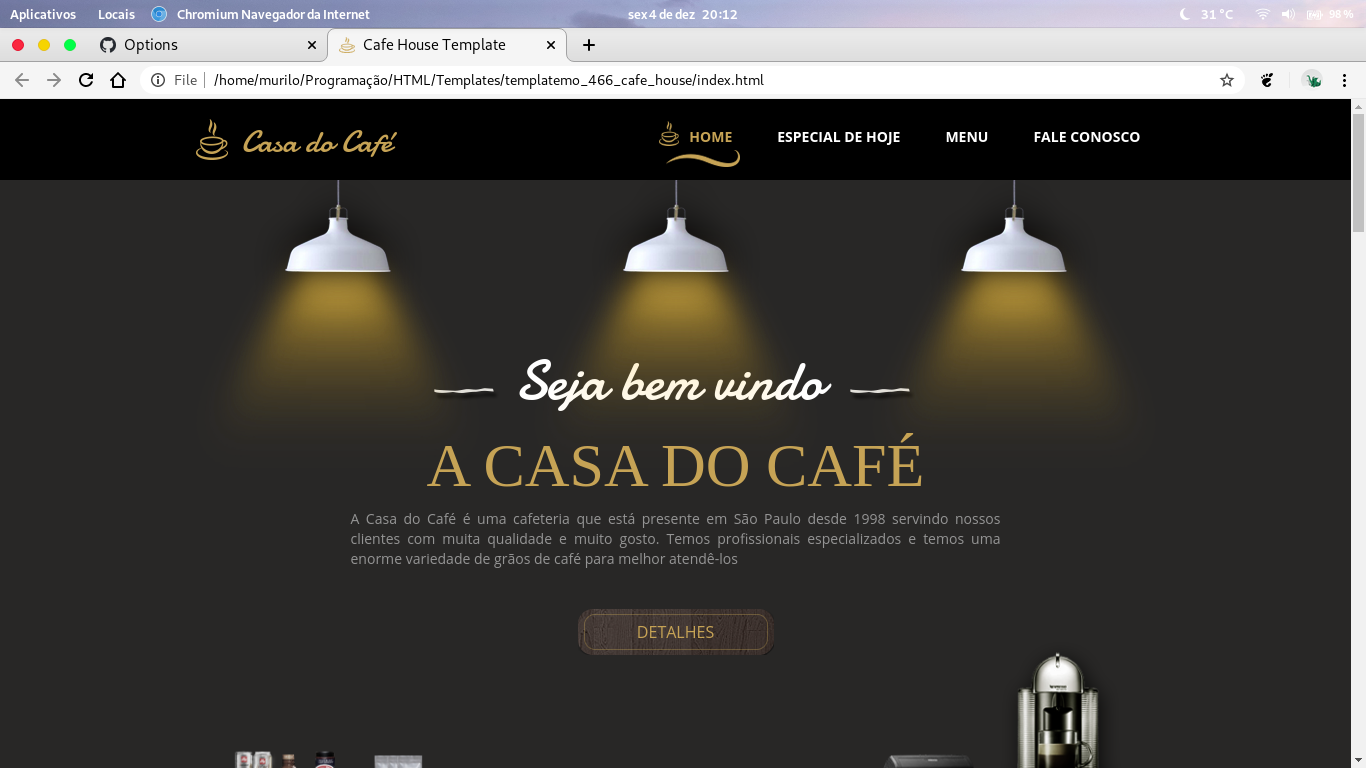 Aplicativos Locais Chromium Navegador da Internet sex 4 de dez 20:12 31 °C 98 %
Options Cafe House Template
File /home/murilo/Programação/HTML/Templates/templatemo_466_cafe_house/index.html
Casa do Café HOME ESPECIAL DE HOJE MENU FALE CONOSCO
Seja bem vindo
A CASA DO CAFÉ
A Casa do Café é uma cafeteria que está presente em São Paulo desde 1998 servindo nossos
clientes com muita qualidade e muito gosto. Temos profissionais especializados e temos uma
enorme variedade de grãos de café para melhor atendê-los
DETALHES